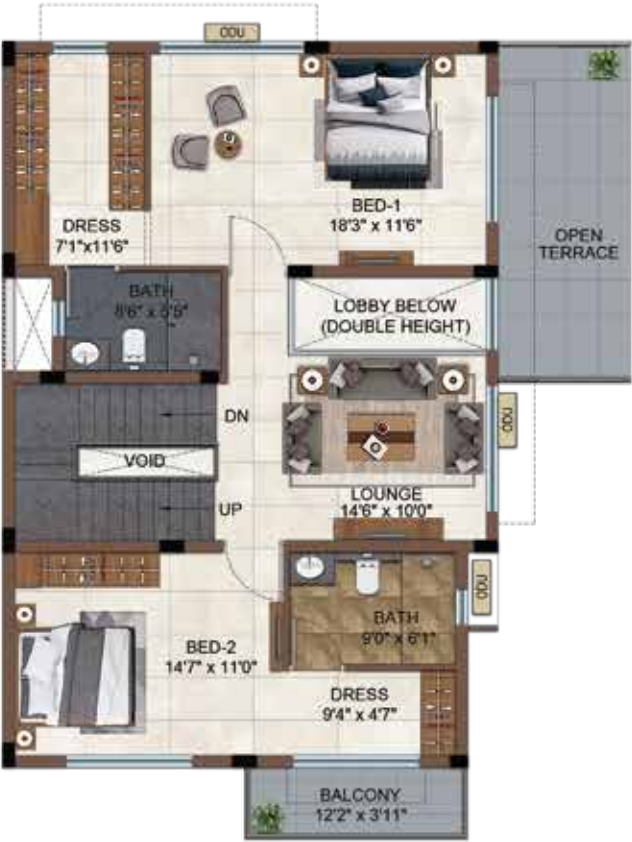 ODU
BED-1
18'3" x 11'6"
DRESS
7'1"x11'6"
OPEN
TERRACE
BATH
8'6" x 5'5"
LOBBY BELOW
(DOUBLE HEIGHT)
DN
ODU
VOID
LOUNGE
14'6" x 10'0"
UP
ODU
BATH
9'0" x 6'1"
BED-2
14'7" x 11'0"
DRESS
9'4" x 4'7"
BALCONY
12'2" x 3'11"